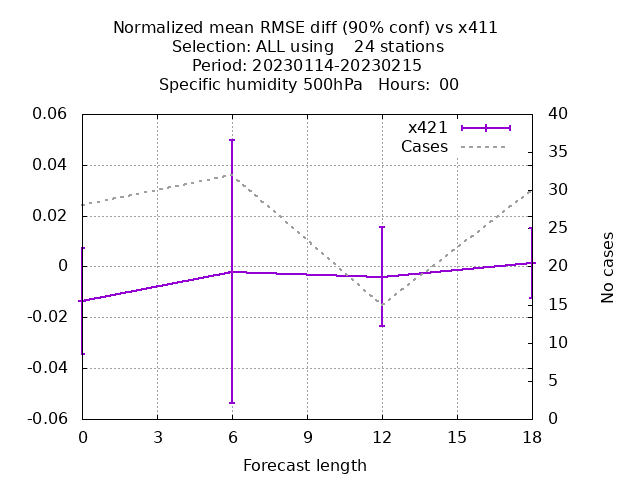 Normalized mean RMSE diff (90% conf) vs x411
Selection: ALL using    24 stations
Period: 20230114-20230215
Specific humidity 500hPa   Hours:  00
x421
Cases
0.06
0.04
0.02
0
-0.02
-0.04
-0.06
40
35
30
25
20
15
10
5
0
No cases
0 3 6 9 12 15 18
Forecast length